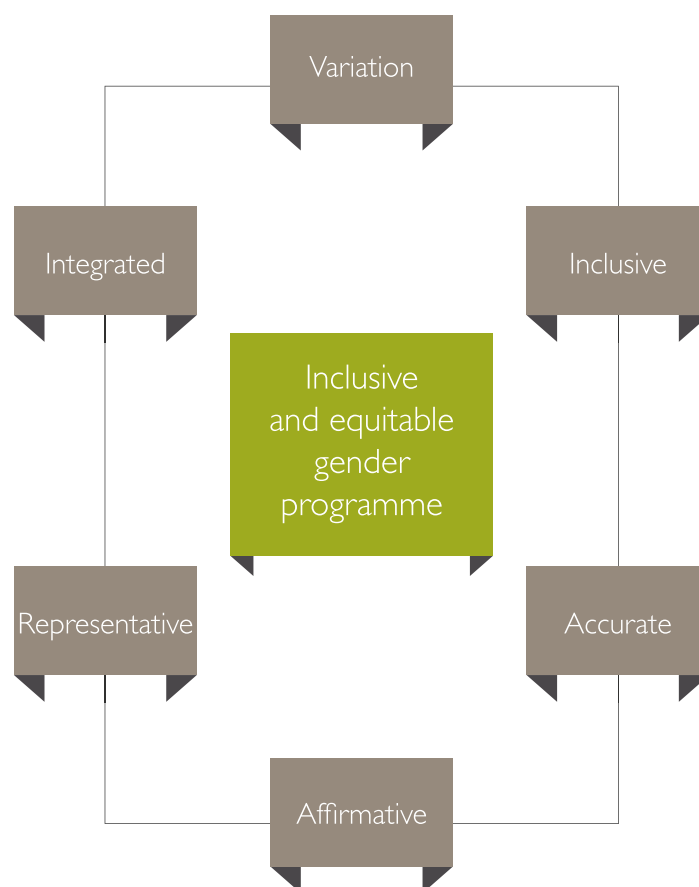 Variation
Integrated
Inclusive
Inclusive
and equitable
gender
programme
Representative
Accurate
Affirmative